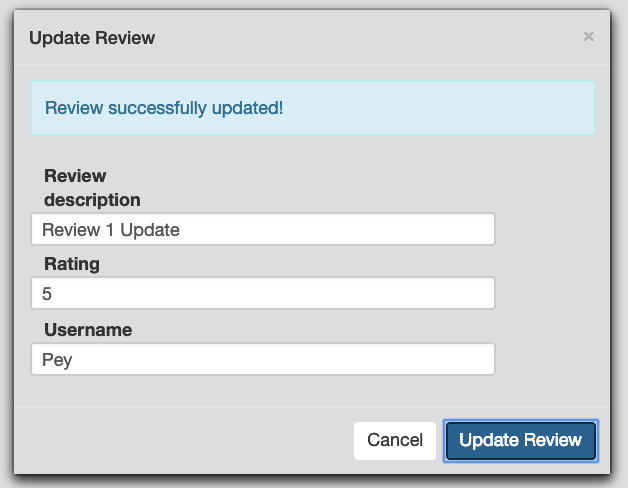 Update Review ×
Review successfully updated!
Review
description
Review 1 Update
Rating
5
Username
Pey
Cancel Update Review